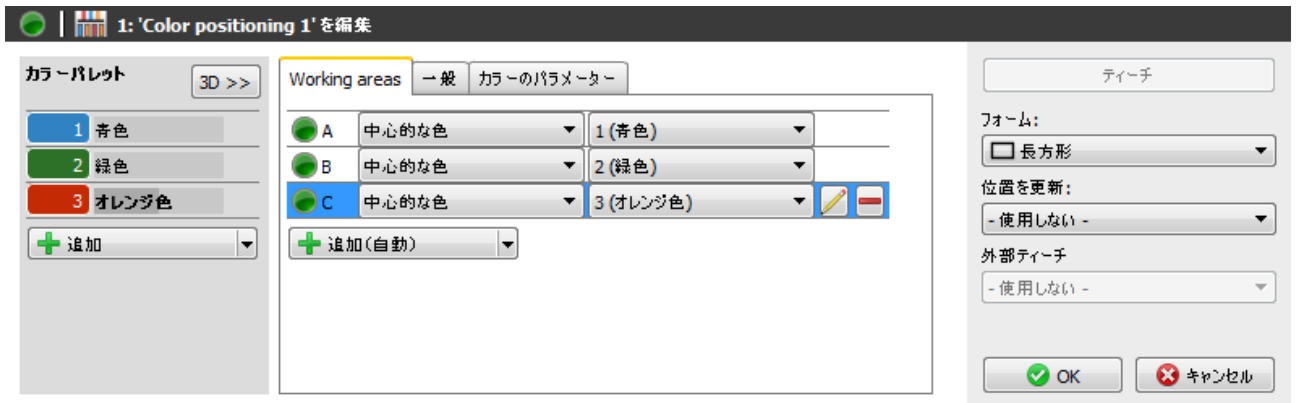 1: 'Color positioning 1' を編集
カラーパレット
3D >>
1 青色
2 緑色
3 オレンジ色
追加
Working areas 一般 カラーのパラメーター
A 中心的な色 1 (青色)
B 中心的な色 2 (緑色)
C 中心的な色 3 (オレンジ色)
追加(自動)
ティーチ
フォーム:
長方形
位置を更新:
- 使用しない -
外部ティーチ
- 使用しない -
OK キャンセル